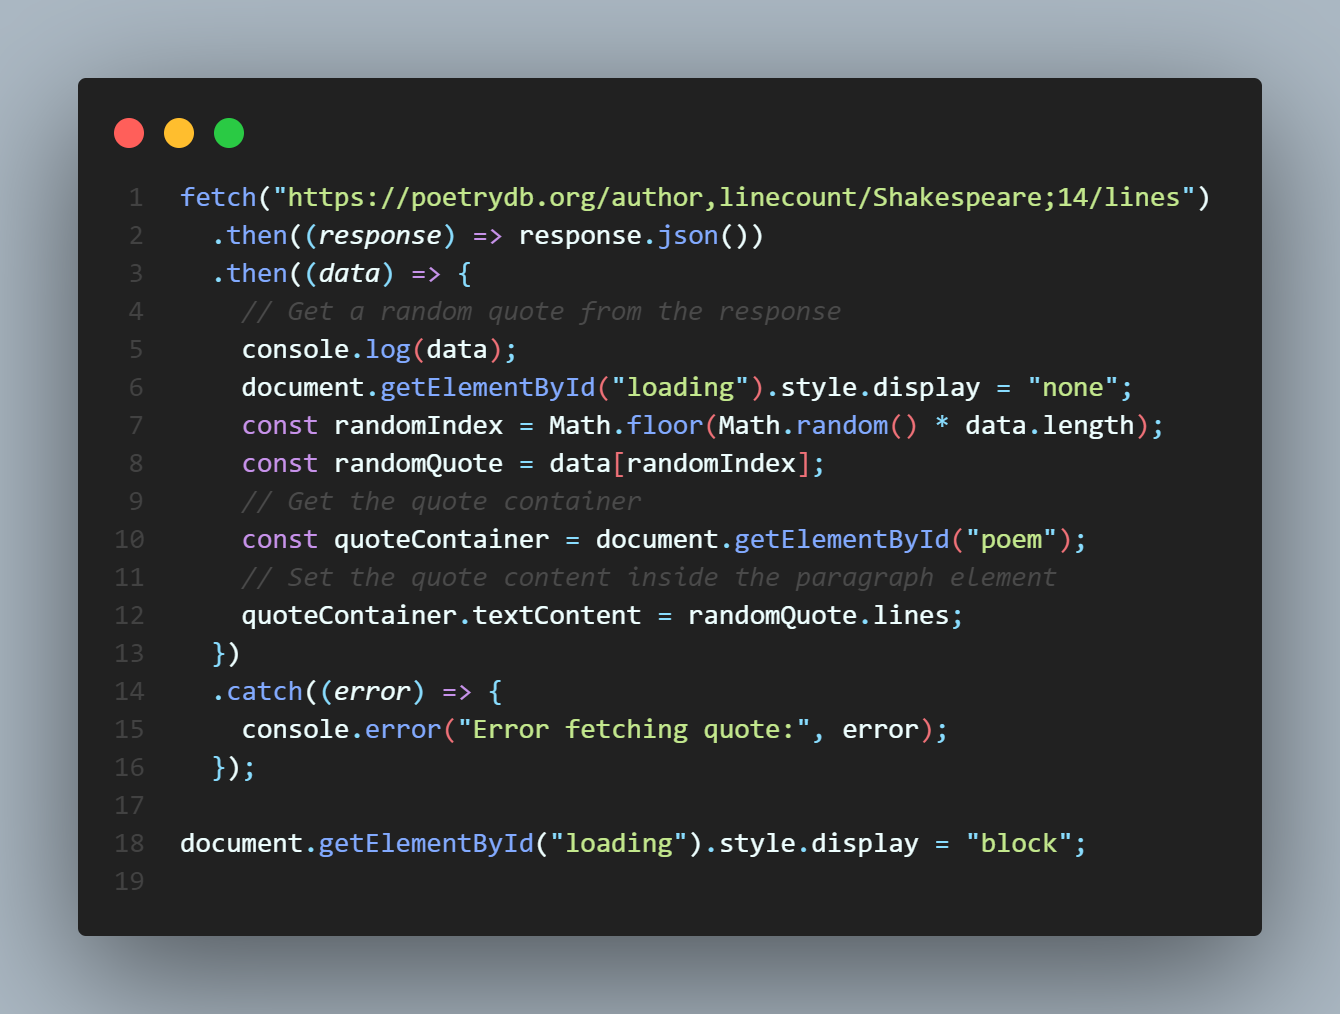 1 fetch("https://poetrydb.org/author,linecount/Shakespeare;14/lines")
2   .then((response) => response.json())
3   .then((data) => {
4     // Get a random quote from the response
5     console.log(data);
6     document.getElementById("loading").style.display = "none";
7     const randomIndex = Math.floor(Math.random() * data.length);
8     const randomQuote = data[randomIndex];
9     // Get the quote container
10     const quoteContainer = document.getElementById("poem");
11     // Set the quote content inside the paragraph element
12     quoteContainer.textContent = randomQuote.lines;
13   })
14   .catch((error) => {
15     console.error("Error fetching quote:", error);
16   });
17
18 document.getElementById("loading").style.display = "block";
19